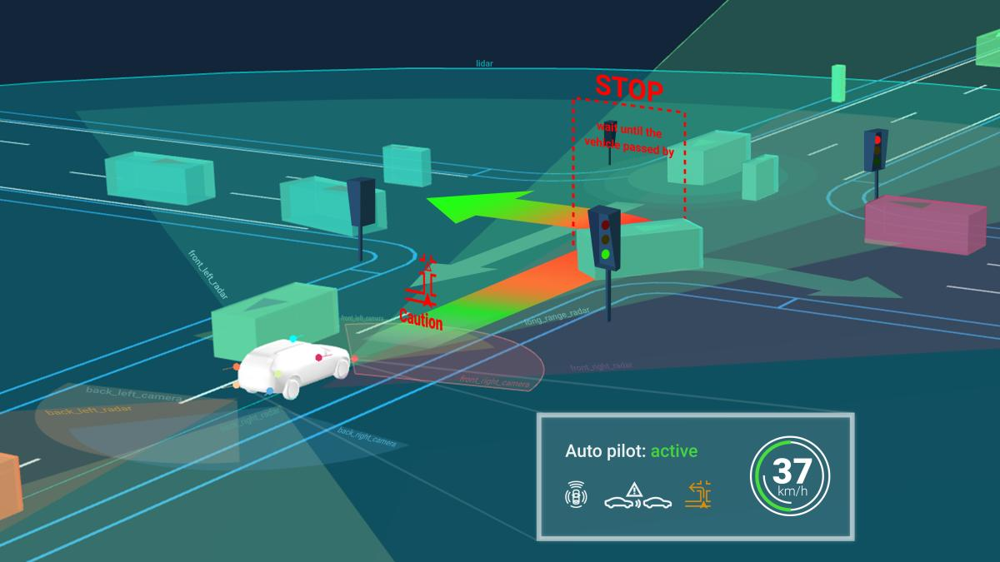 lidar
STOP
wait until the
vehicle passed by
front_left_radar
Caution
front_left_camera
long_range_radar
front_right_radar
front_right_camera
back_left_camera
back_left_radar
back_right_radar
back_right_camera
Auto pilot: active
37
km/h